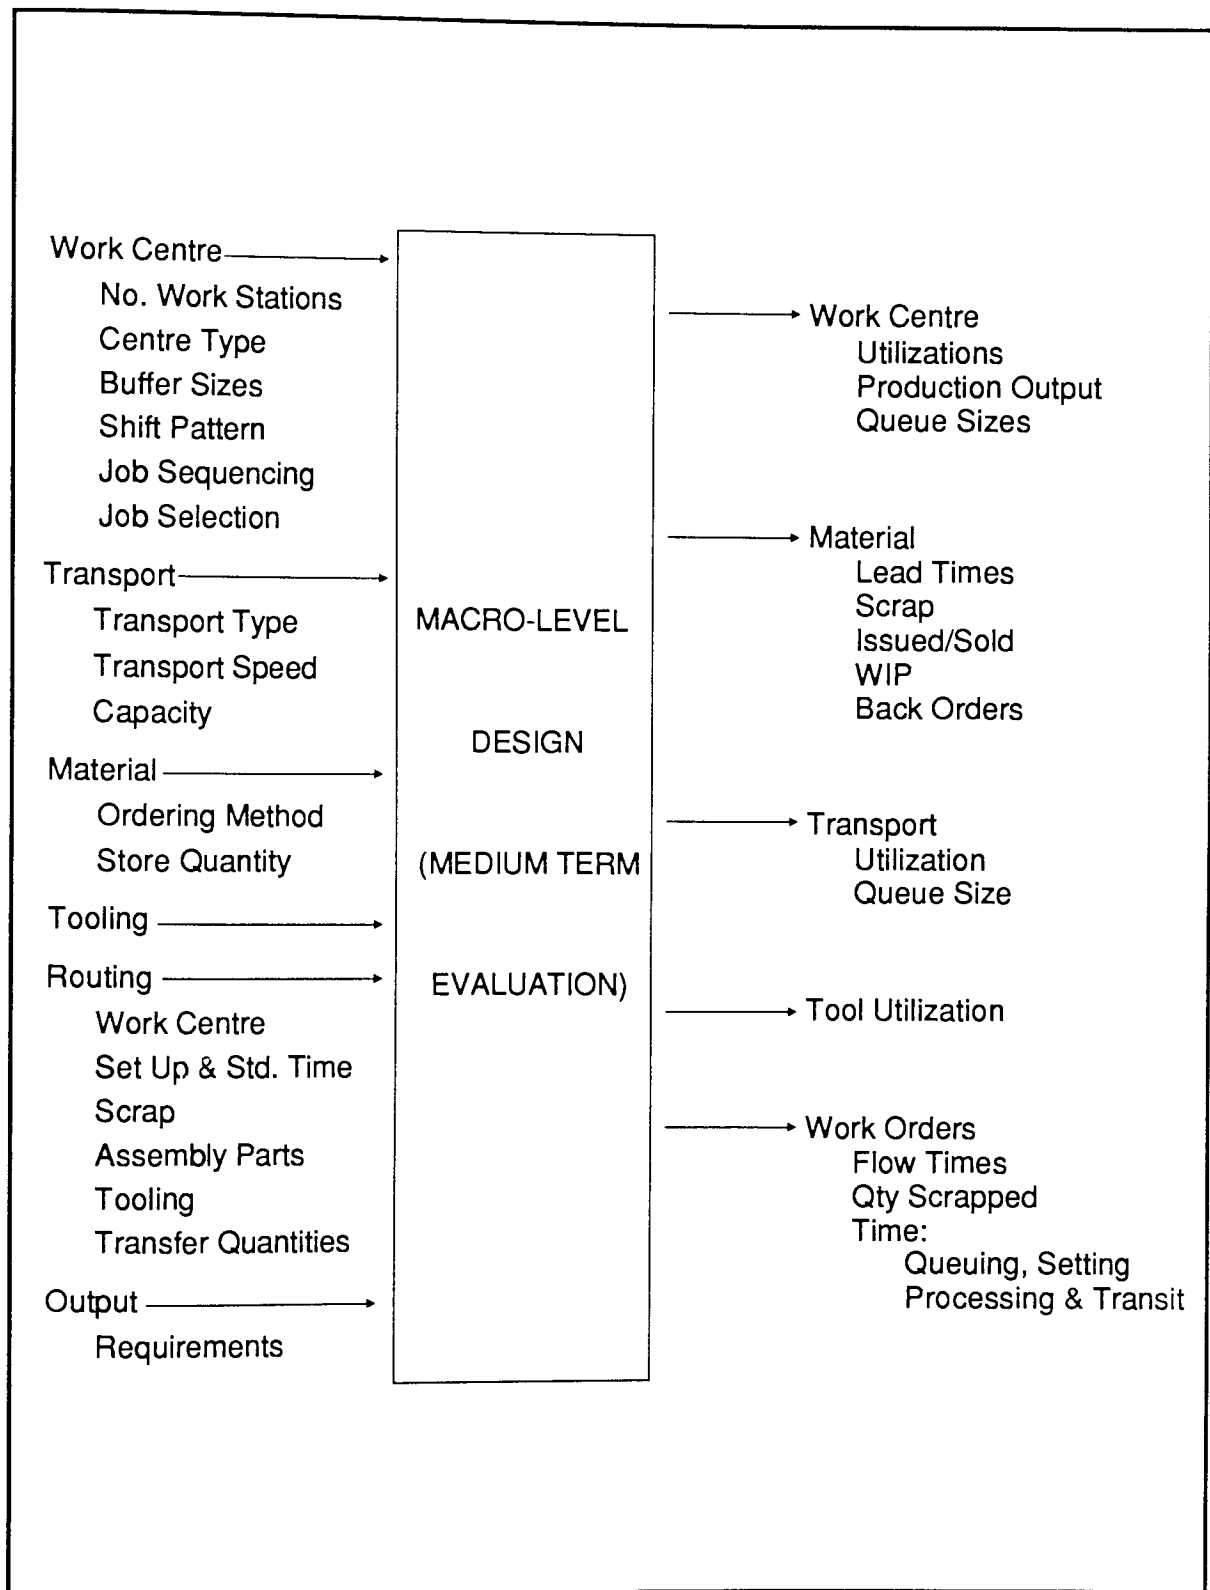 Work Centre
No. Work Stations
Centre Type
Buffer Sizes
Shift Pattern
Job Sequencing
Job Selection
Transport
Transport Type
Transport Speed
Capacity
Material
Ordering Method
Store Quantity
Tooling
Routing
Work Centre
Set Up & Std. Time
Scrap
Assembly Parts
Tooling
Transfer Quantities
Output
Requirements
MACRO-LEVEL
DESIGN
(MEDIUM TERM
EVALUATION)
Work Centre
Utilizations
Production Output
Queue Sizes
Material
Lead Times
Scrap
Issued/Sold
WIP
Back Orders
Transport
Utilization
Queue Size
Tool Utilization
Work Orders
Flow Times
Qty Scrapped
Time:
Queuing, Setting
Processing & Transit